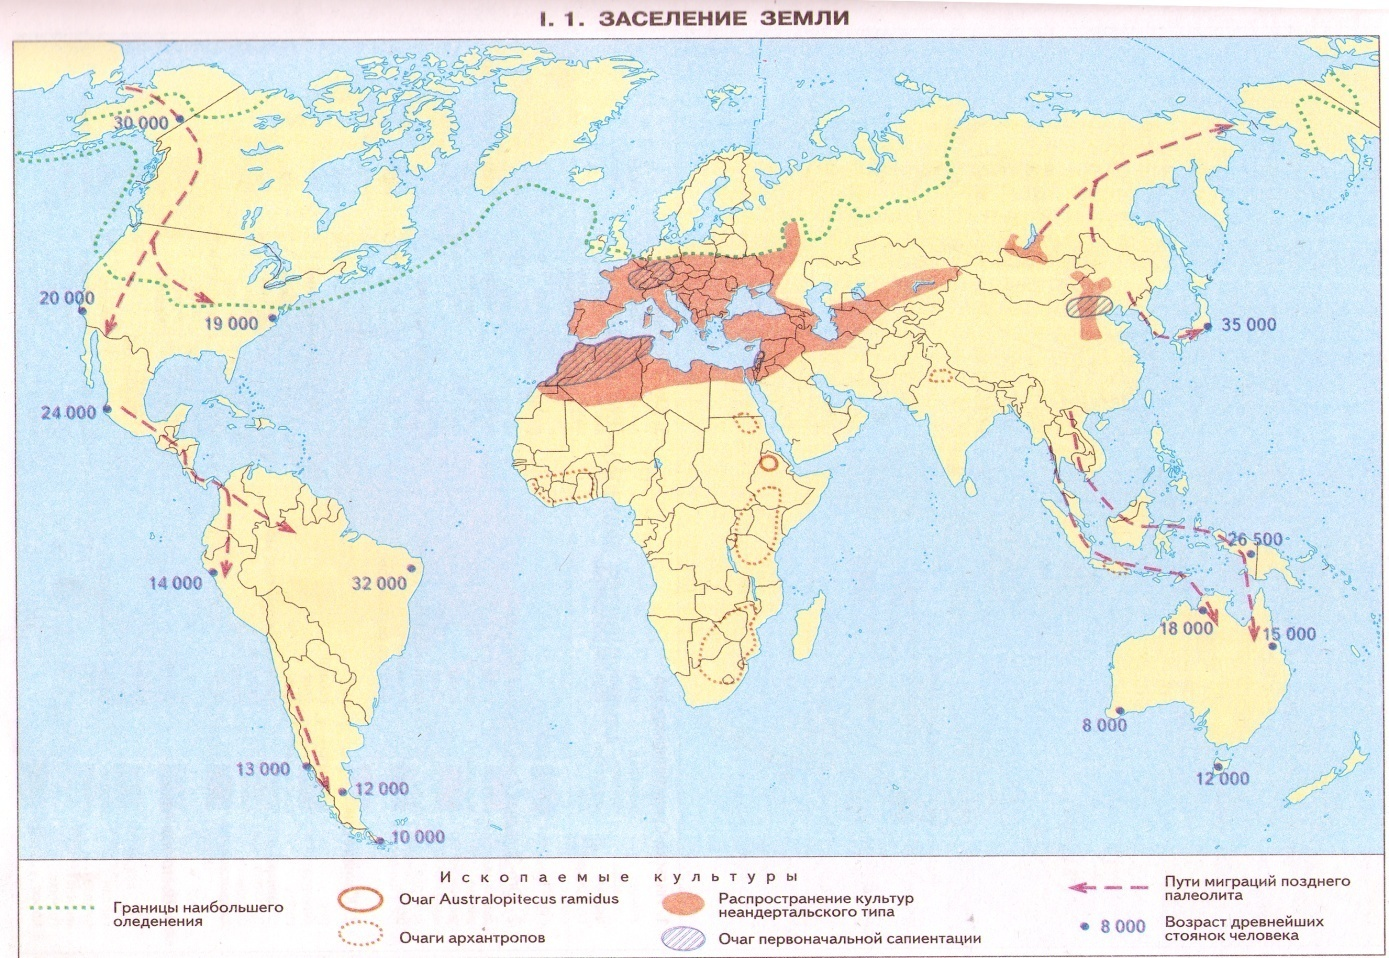 I. 1. ЗАСЕЛЕНИЕ ЗЕМЛИ
30 000
20 000
19 000
35 000
24 000
26 500
14 000
32 000
18 000
15 000
8 000
13 000
12 000
12 000
10 000
Ископаемые культуры
Границы наибольшего
оледенения
Очаг Australopitecus ramidus
Очаги архантропов
Распространение культур
неандертальского типа
Очаг первоначальной сапиентации
Пути миграций позднего
палеолита
8 000
Возраст древнейших
стоянок человека